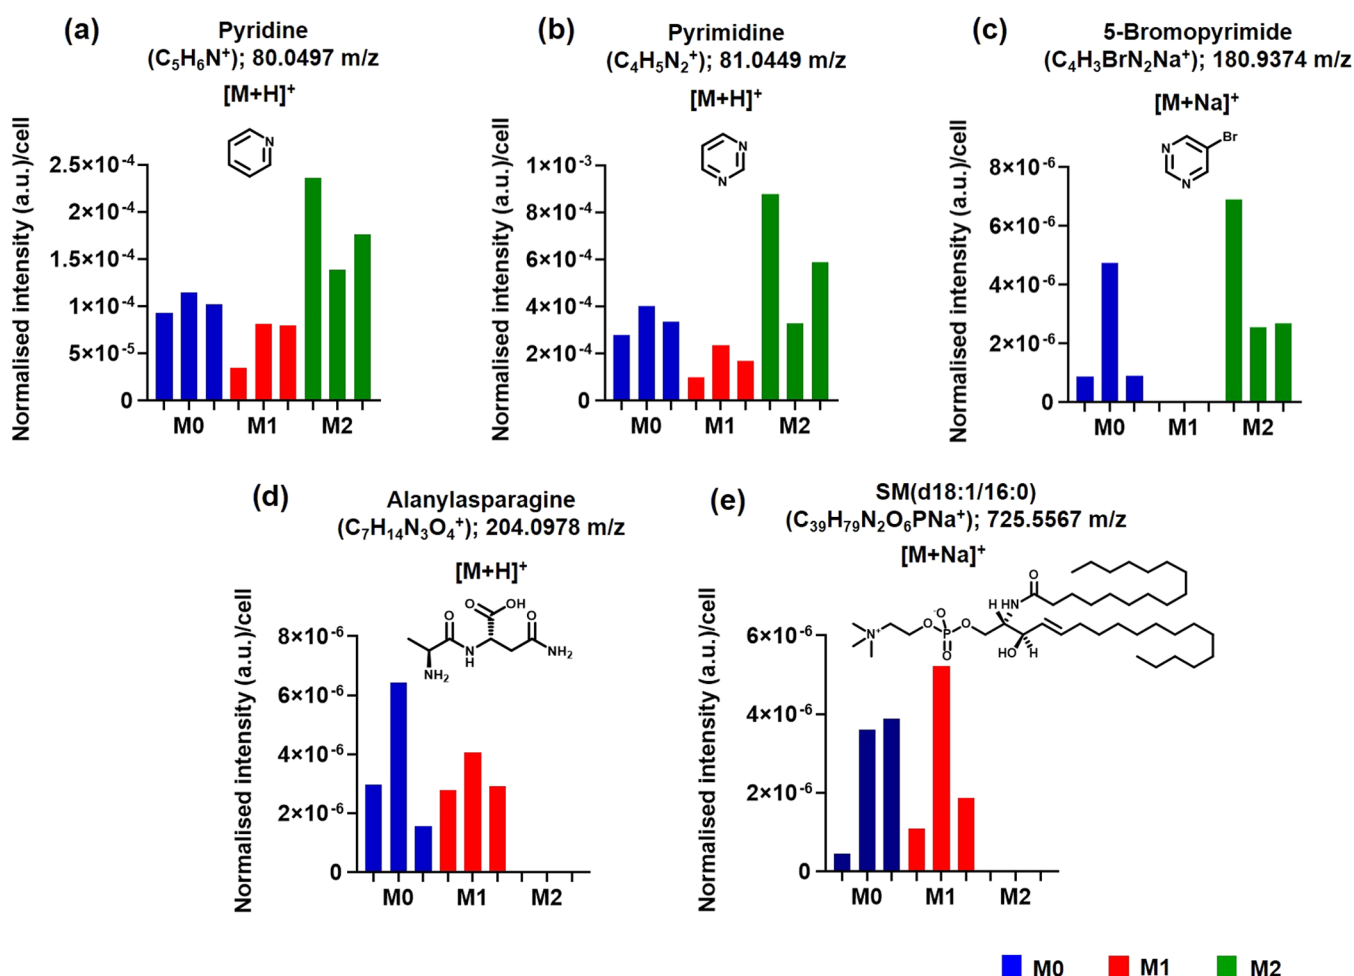 (a)
Pyridine
(C₅H₆N⁺); 80.0497 m/z
[M+H]⁺
N
Normalised intensity (a.u.)/cell
2.5×10⁻⁴
2×10⁻⁴
1.5×10⁻⁴
1×10⁻⁴
5×10⁻⁵
0
M0 M1 M2
(b)
Pyrimidine
(C₄H₅N₂⁺); 81.0449 m/z
[M+H]⁺
N
N
Normalised intensity (a.u.)/cell
1×10⁻³
8×10⁻⁴
6×10⁻⁴
4×10⁻⁴
2×10⁻⁴
0
M0 M1 M2
(c)
5-Bromopyrimide
(C₄H₃BrN₂Na⁺); 180.9374 m/z
[M+Na]⁺
Br
N
N
Normalised intensity (a.u.)/cell
8×10⁻⁶
6×10⁻⁶
4×10⁻⁶
2×10⁻⁶
0
M0 M1 M2
(d)
Alanylasparagine
(C₇H₁₄N₃O₄⁺); 204.0978 m/z
[M+H]⁺
O OH
O O
N
H
NH₂
NH₂
Normalised intensity (a.u.)/cell
8×10⁻⁶
6×10⁻⁶
4×10⁻⁶
2×10⁻⁶
0
M0 M1 M2
(e)
SM(d18:1/16:0)
(C₃₉H₇₉N₂O₆PNa⁺); 725.5567 m/z
[M+Na]⁺
O
H HN
⁻O
O P O
N⁺
O
HO H
Normalised intensity (a.u.)/cell
6×10⁻⁶
4×10⁻⁶
2×10⁻⁶
0
M0 M1 M2
M0 M1 M2